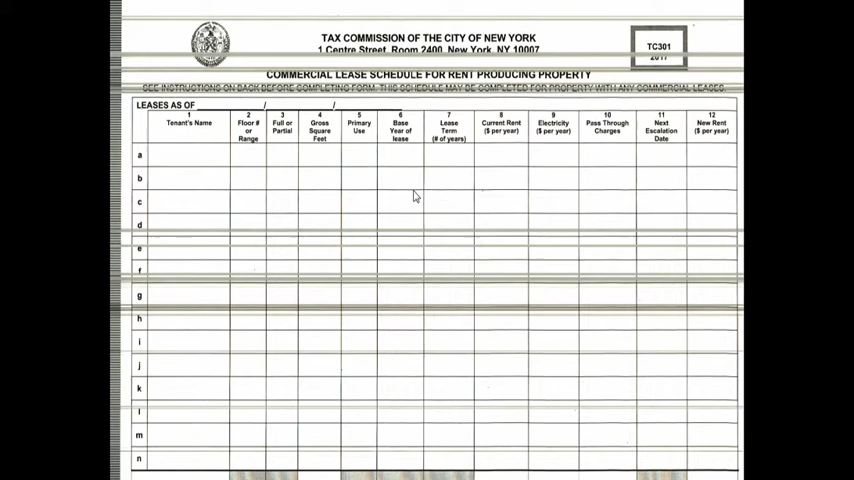 TAX COMMISSION OF THE CITY OF NEW YORK
1 Centre Street, Room 2400, New York, NY 10007
TC301
2017
COMMERCIAL LEASE SCHEDULE FOR RENT PRODUCING PROPERTY
SEE INSTRUCTIONS ON BACK BEFORE COMPLETING FORM. THIS SCHEDULE MAY BE COMPLETED FOR PROPERTY WITH ANY COMMERCIAL LEASES.
LEASES AS OF ____________/____________/____________
1 2 3 4 5 6 7 8 9 10 11 12
Tenant's Name Floor # Full or Gross Primary Base Lease Current Rent Electricity Pass Through Next New Rent
or Partial Square Use Year of Term ($ per year) ($ per year) Charges Escalation ($ per year)
Range Feet lease (# of years) Date
a
b
c
d
e
f
g
h
i
j
k
l
m
n